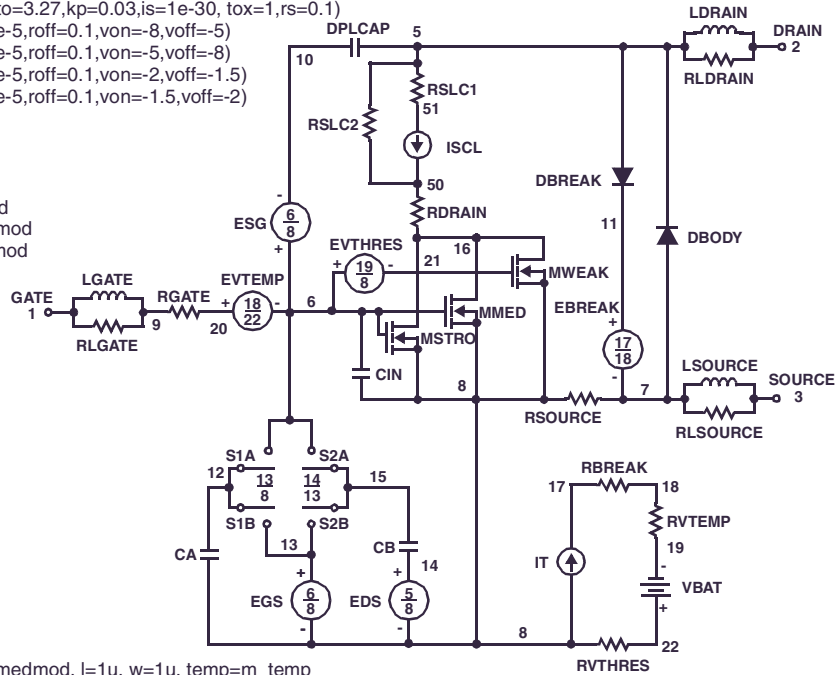 to=3.27,kp=0.03,is=1e-30, tox=1,rs=0.1)
e-5,roff=0.1,von=-8,voff=-5)
e-5,roff=0.1,von=-5,voff=-8)
e-5,roff=0.1,von=-2,voff=-1.5)
e-5,roff=0.1,von=-1.5,voff=-2)
mod
mod
DPLCAP
5
10
LDRAIN
DRAIN
2
RLDRAIN
RSLC1
51
RSLC2
ISCL
50
DBREAK
RDRAIN
11
DBODY
ESG
6
8
-
+
EVTHRES
16
21
+
19
8
-
MWEAK
LGATE
EVTEMP
GATE
1
RGATE
+
18
22
-
6
EBREAK
MMED
9
20
RLGATE
MSTRO
+
17
18
-
CIN
8
7
LSOURCE
SOURCE
3
RSOURCE
RLSOURCE
S1A
S2A
12
13
8
14
13
15
S1B
S2B
13
CA
CB
14
+
+
EGS
6
8
EDS
5
8
-
-
RBREAK
17
18
RVTEMP
19
IT
-
VBAT
+
8
22
RVTHRES
medmod, l=1u, w=1u, temp=m_temp